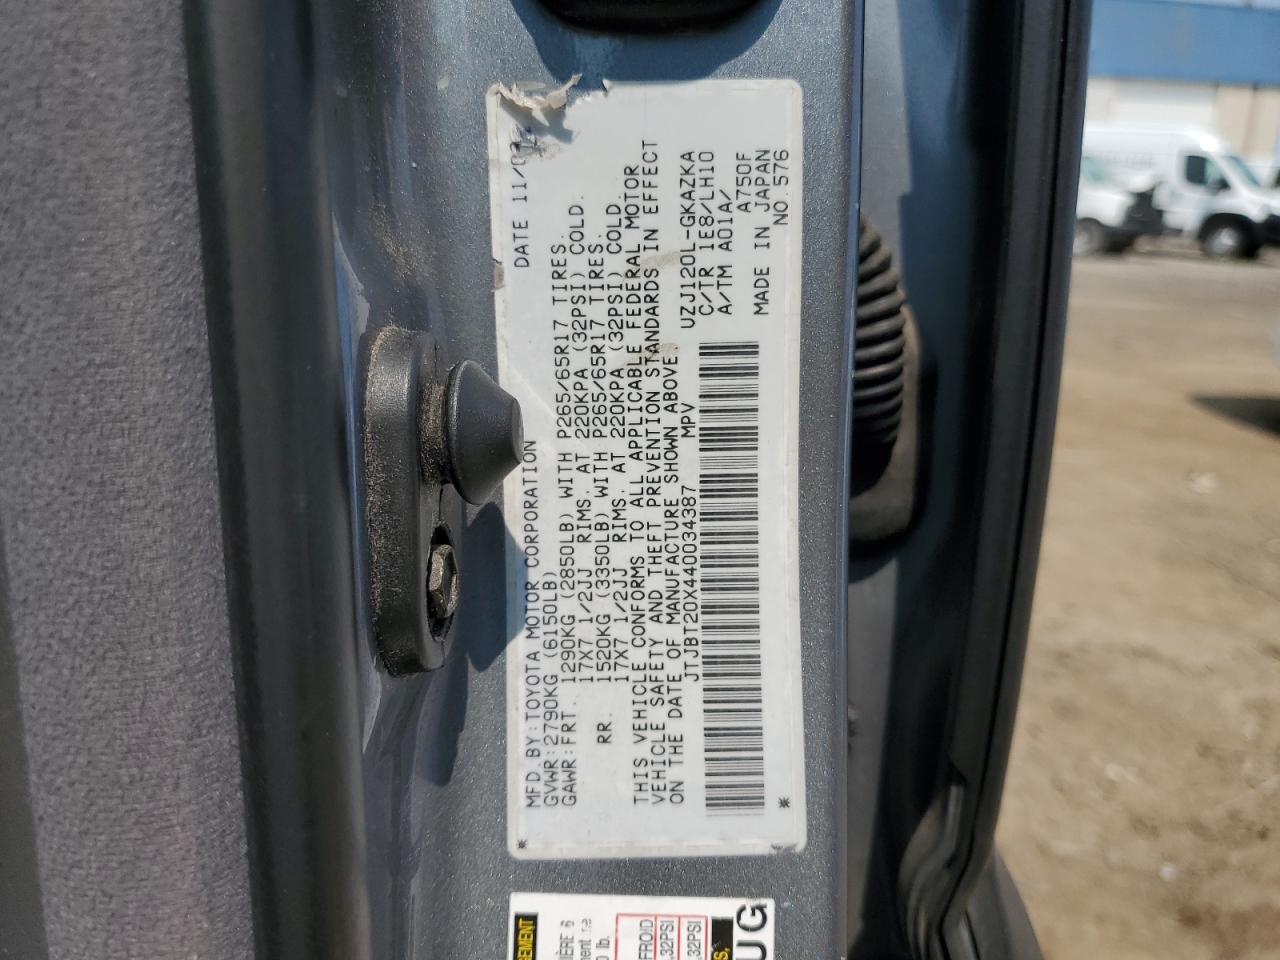 DATE 11/0
MFD.BY:TOYOTA MOTOR CORPORATION
GVWR:2790KG(6150LB)
GAWR:FRT. 1290KG (2850LB) WITH P265/65R17 TIRES.
17X7 1/2JJ RIMS. AT 220KPA (32PSI) COLD.
RR. 1520KG (3350LB) WITH P265/65R17 TIRES.
17X7 1/2JJ RIMS. AT 220KPA (32PSI) COLD.
THIS VEHICLE CONFORMS TO ALL APPLICABLE FEDERAL MOTOR
VEHICLE SAFETY AND THEFT PREVENTION STANDARDS IN EFFECT
ON THE DATE OF MANUFACTURE SHOWN ABOVE.
JTJBT20X440034387 MPV
UZJ120L-GKAZKA
C/TR 1E8/LH10
A/TM A01A/
A750F
MADE IN JAPAN
NO.576
FROID
,32PSI
,32PSI
UG